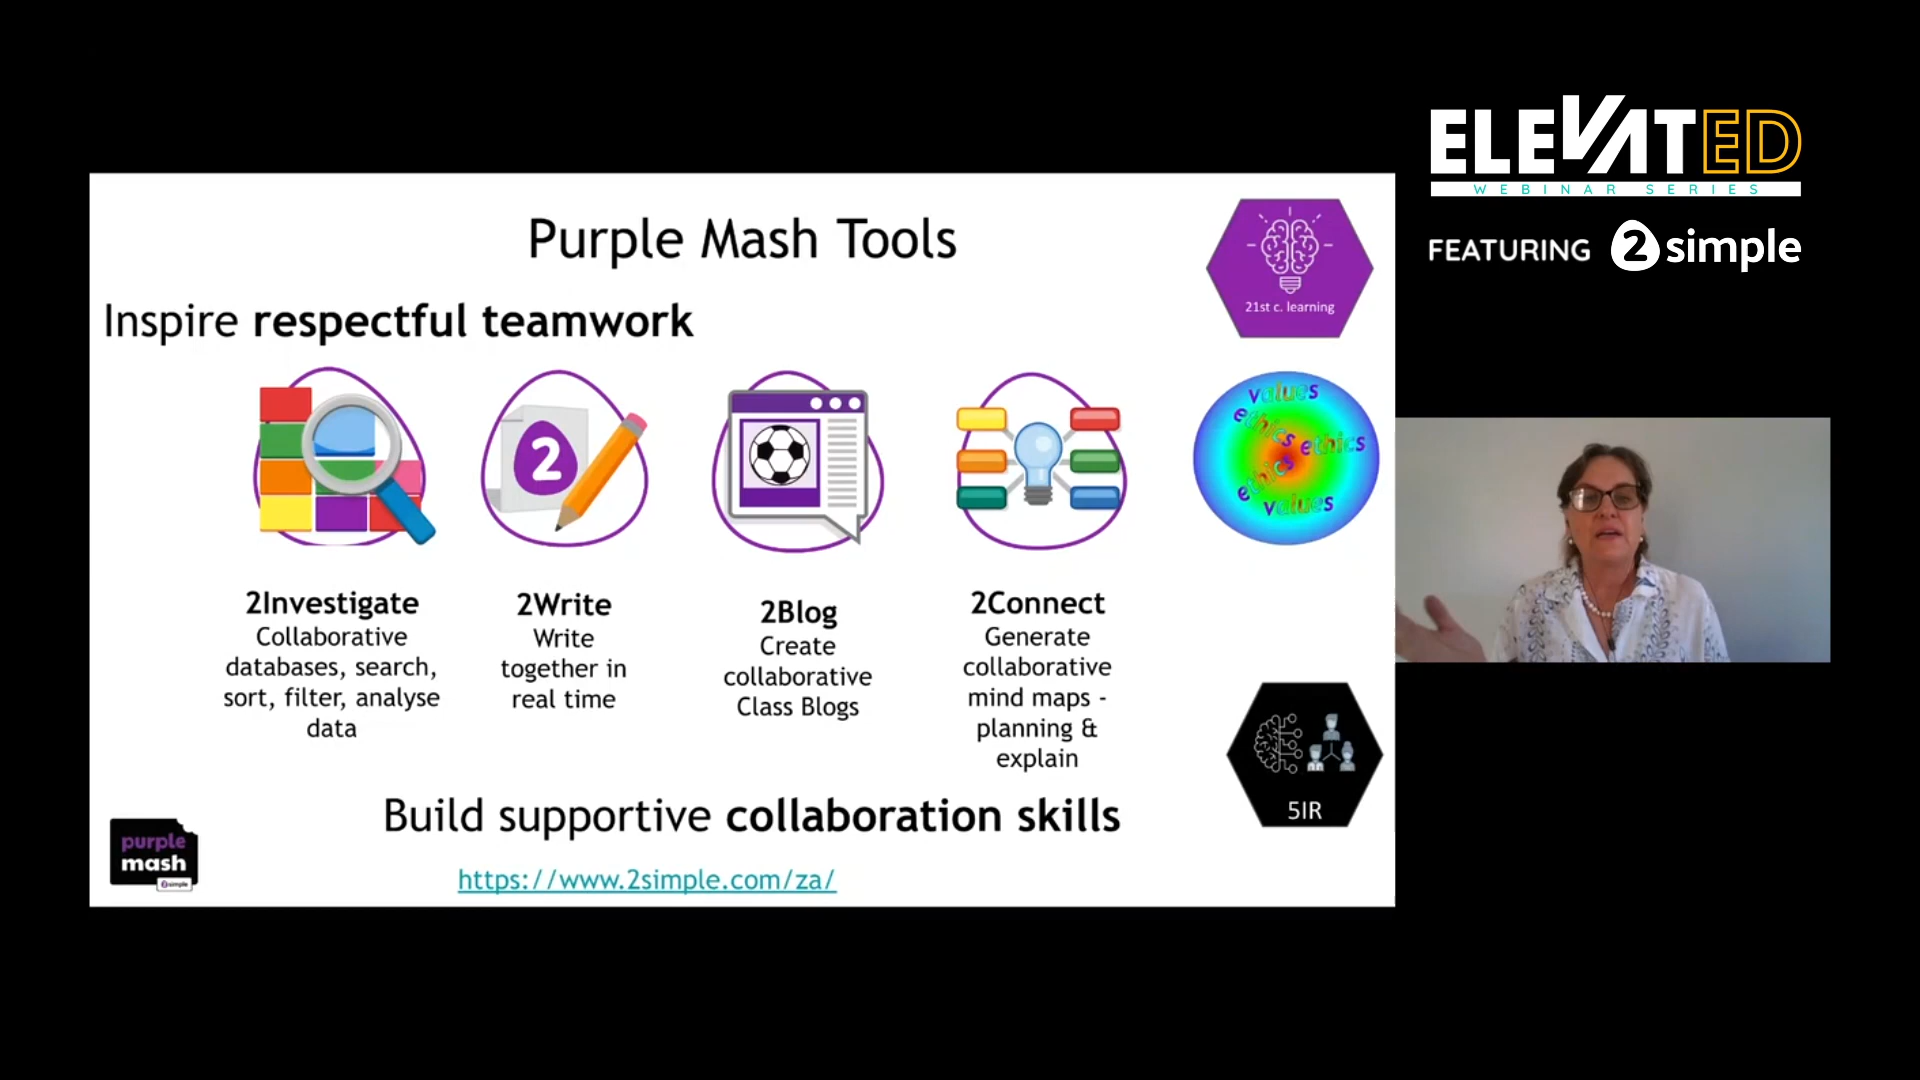 ELEVATED
WEBINAR SERIES
FEATURING 2simple
Purple Mash Tools
21st c. learning
Inspire respectful teamwork
2
values
ethics ethics
ethics
values
2Investigate
Collaborative
databases, search,
sort, filter, analyse
data
2Write
Write
together in
real time
2Blog
Create
collaborative
Class Blogs
2Connect
Generate
collaborative
mind maps -
planning &
explain
5IR
Build supportive collaboration skills
purple
mash
2simple
https://www.2simple.com/za/